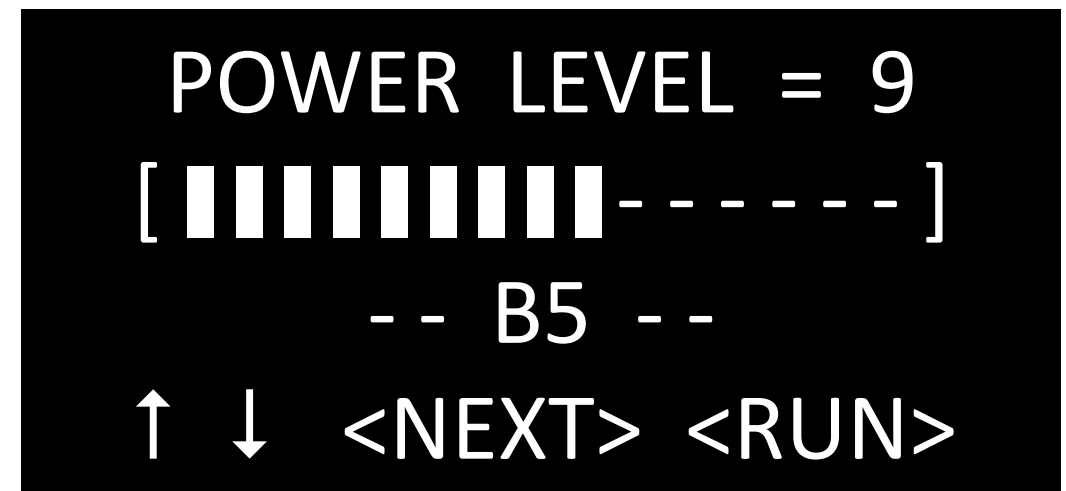 POWER LEVEL = 9
[▮▮▮▮▮▮▮▮▮------]
-- B5 --
↑ ↓ <NEXT> <RUN>